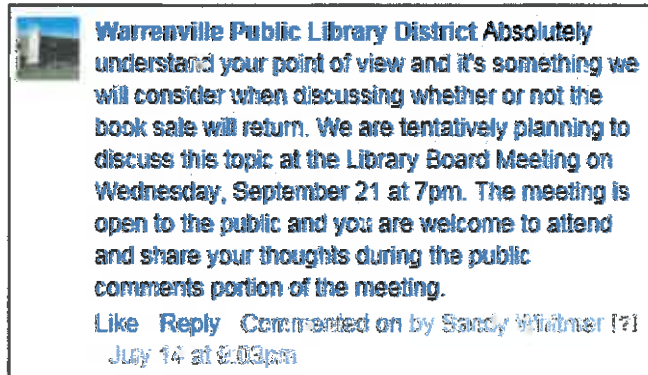 Warrenville Public Library District Absolutely
understand your point of view and it's something we
will consider when discussing whether or not the
book sale will return. We are tentatively planning to
discuss this topic at the Library Board Meeting on
Wednesday, September 21 at 7pm. The meeting is
open to the public and you are welcome to attend
and share your thoughts during the public
comments portion of the meeting.
Like Reply Commented on by Sandy Whitmer [?]
July 14 at